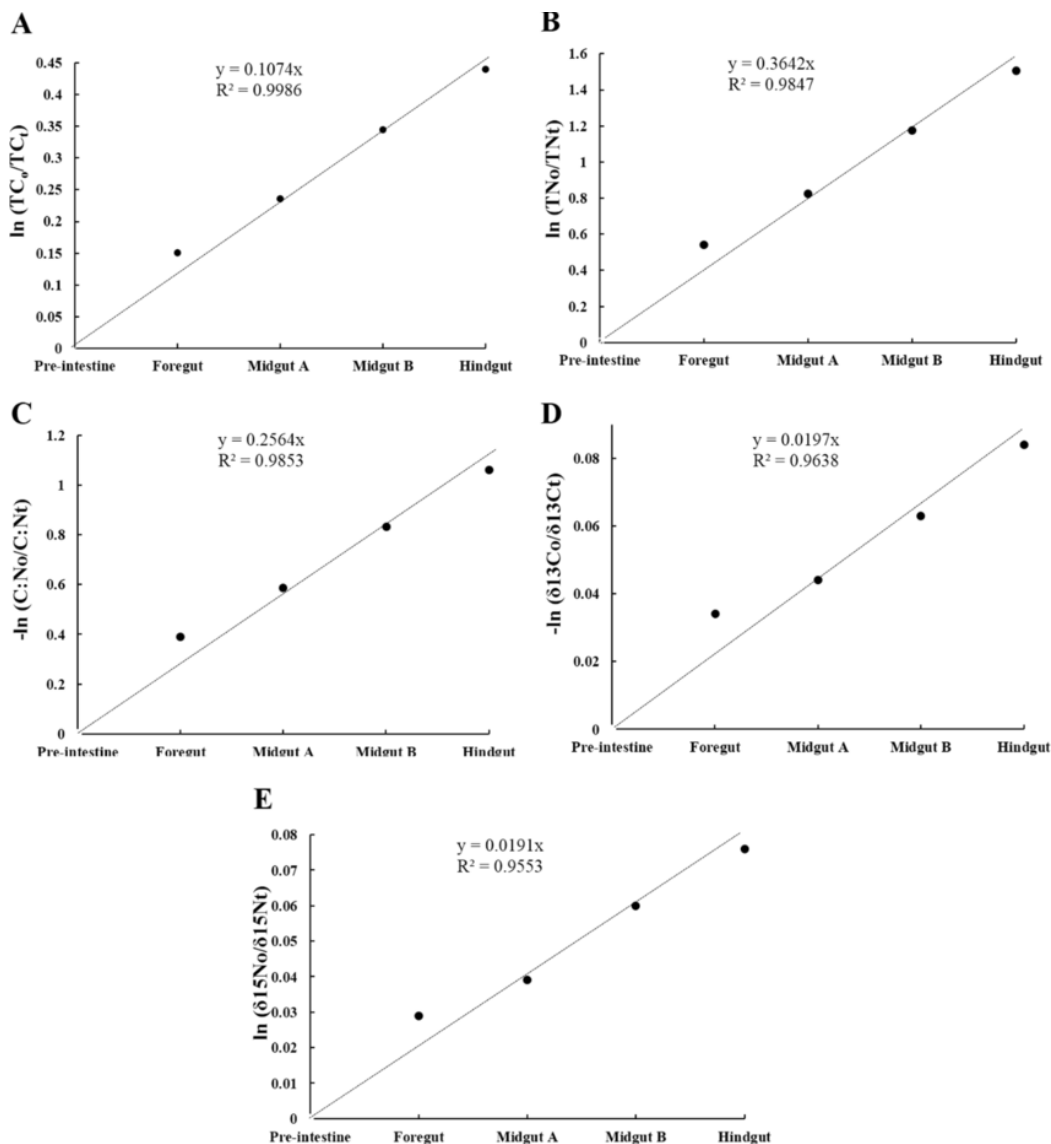 A
y = 0.1074x
R² = 0.9986
ln (TC₀/TCₜ)
0.45
0.4
0.35
0.3
0.25
0.2
0.15
0.1
0.05
0
Pre-intestine Foregut Midgut A Midgut B Hindgut
B
y = 0.3642x
R² = 0.9847
ln (TNo/TNt)
1.6
1.4
1.2
1
0.8
0.6
0.4
0.2
0
Pre-intestine Foregut Midgut A Midgut B Hindgut
C
y = 0.2564x
R² = 0.9853
-ln (C:No/C:Nt)
1.2
1
0.8
0.6
0.4
0.2
0
Pre-intestine Foregut Midgut A Midgut B Hindgut
D
y = 0.0197x
R² = 0.9638
-ln (δ13Co/δ13Ct)
0.08
0.06
0.04
0.02
0
Pre-intestine Foregut Midgut A Midgut B Hindgut
E
y = 0.0191x
R² = 0.9553
ln (δ15No/δ15Nt)
0.08
0.07
0.06
0.05
0.04
0.03
0.02
0.01
0
Pre-intestine Foregut Midgut A Midgut B Hindgut